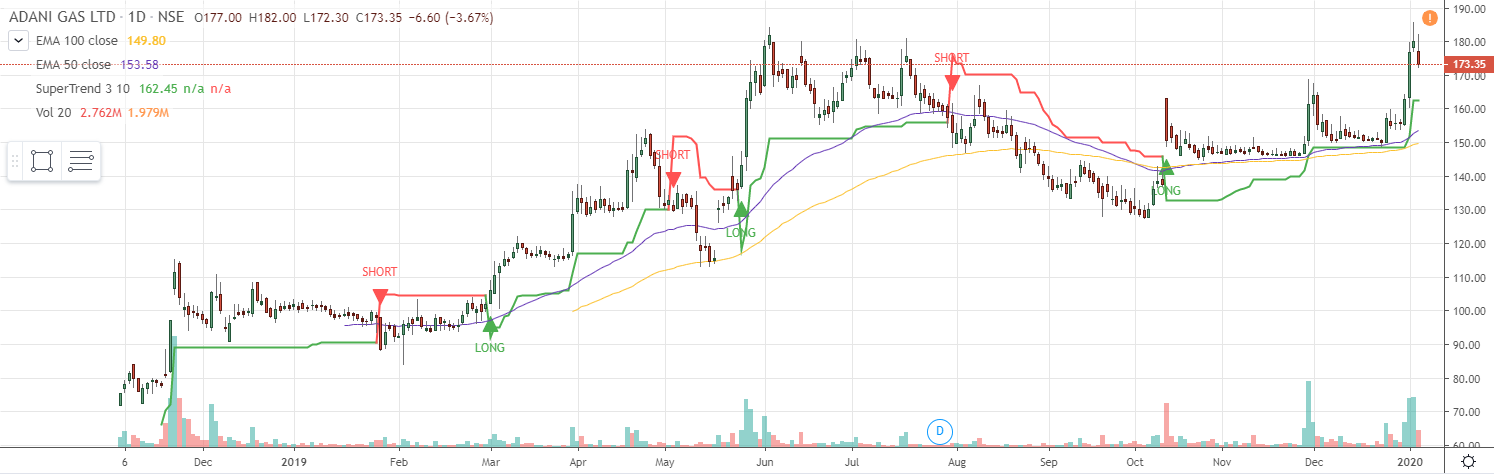 ADANI GAS LTD · 1D · NSE O177.00 H182.00 L172.30 C173.35 −6.60 (−3.67%)
EMA 100 close 149.80
EMA 50 close 153.58
SuperTrend 3 10 162.45 n/a n/a
Vol 20 2.762M 1.979M
SHORT
LONG
SHORT
LONG
SHORT
LONG
D
!
190.00
180.00
173.35
170.00
160.00
150.00
140.00
130.00
120.00
110.00
100.00
90.00
80.00
70.00
60.00
6 Dec 2019 Feb Mar Apr May Jun Jul Aug Sep Oct Nov Dec 2020